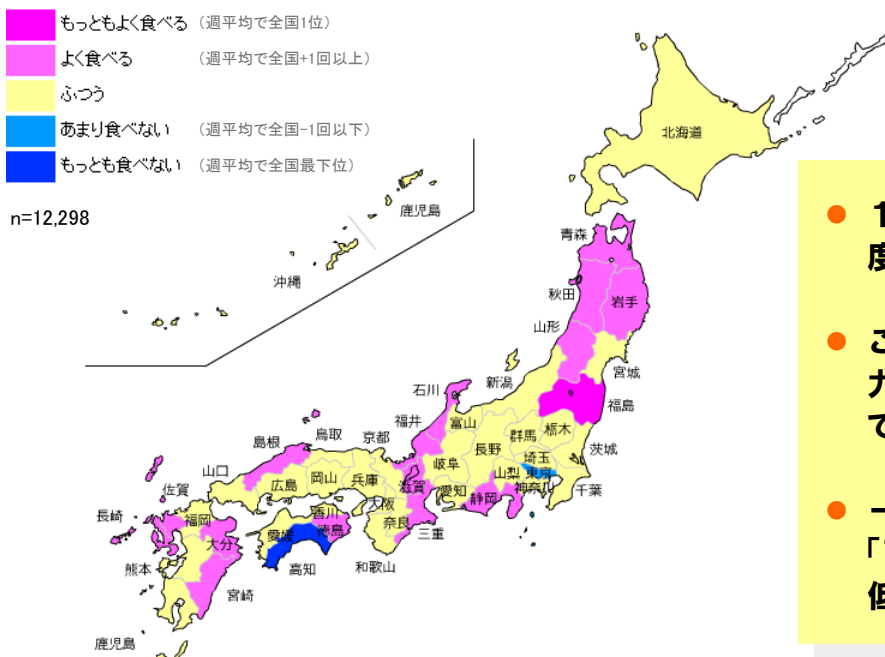 もっともよく食べる（週平均で全国1位）
よく食べる（週平均で全国+1回以上）
ふつう
あまり食べない（週平均で全国-1回以下）
もっとも食べない（週平均で全国最下位）
n=12,298
北海道
鹿児島
沖縄
青森
秋田
岩手
山形
宮城
新潟
福島
石川
福井
富山
群馬
栃木
茨城
長野
埼玉
京都
鳥取
島根
岐阜
山梨
東京
山口
広島
岡山
兵庫
滋賀
愛知
静岡
神奈川
千葉
佐賀
大阪
奈良
三重
長崎
福岡
大分
香川
徳島
愛媛
高知
和歌山
熊本
宮崎
鹿児島
● 1
度
● こ
力
て
● 一
「
低